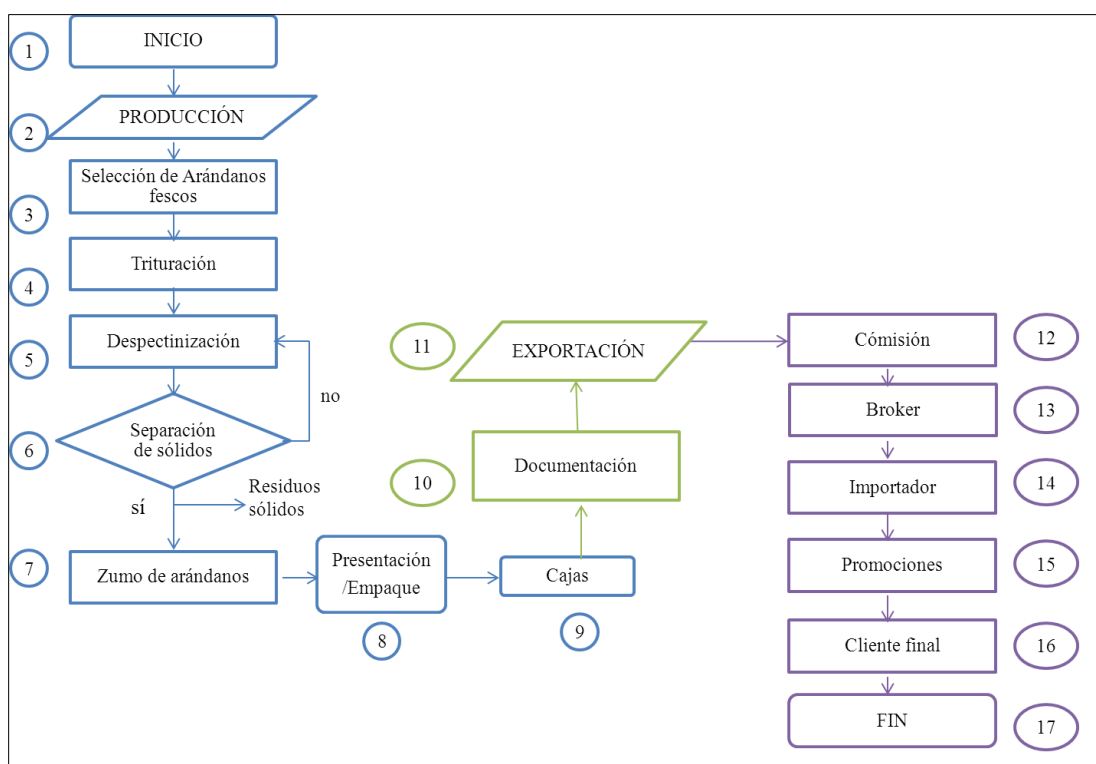 1
INICIO
2
PRODUCCIÓN
3
Selección de Arándanos
fescos
4
Trituración
5
Despectinización
no
6
Separación
de sólidos
sí
Residuos
sólidos
7
Zumo de arándanos
Presentación
/Empaque
8
Cajas
9
10
Documentación
11
EXPORTACIÓN
Cómisión
12
Broker
13
Importador
14
Promociones
15
Cliente final
16
FIN
17